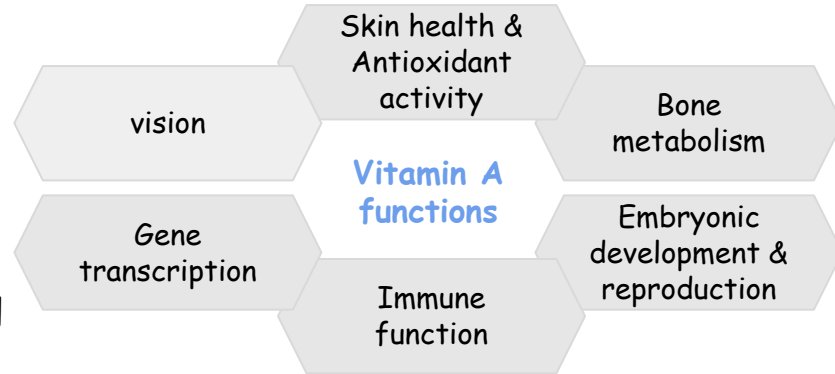 Skin health &
Antioxidant
activity
vision
Bone
metabolism
Vitamin A
functions
Gene
transcription
Embryonic
development &
reproduction
Immune
function